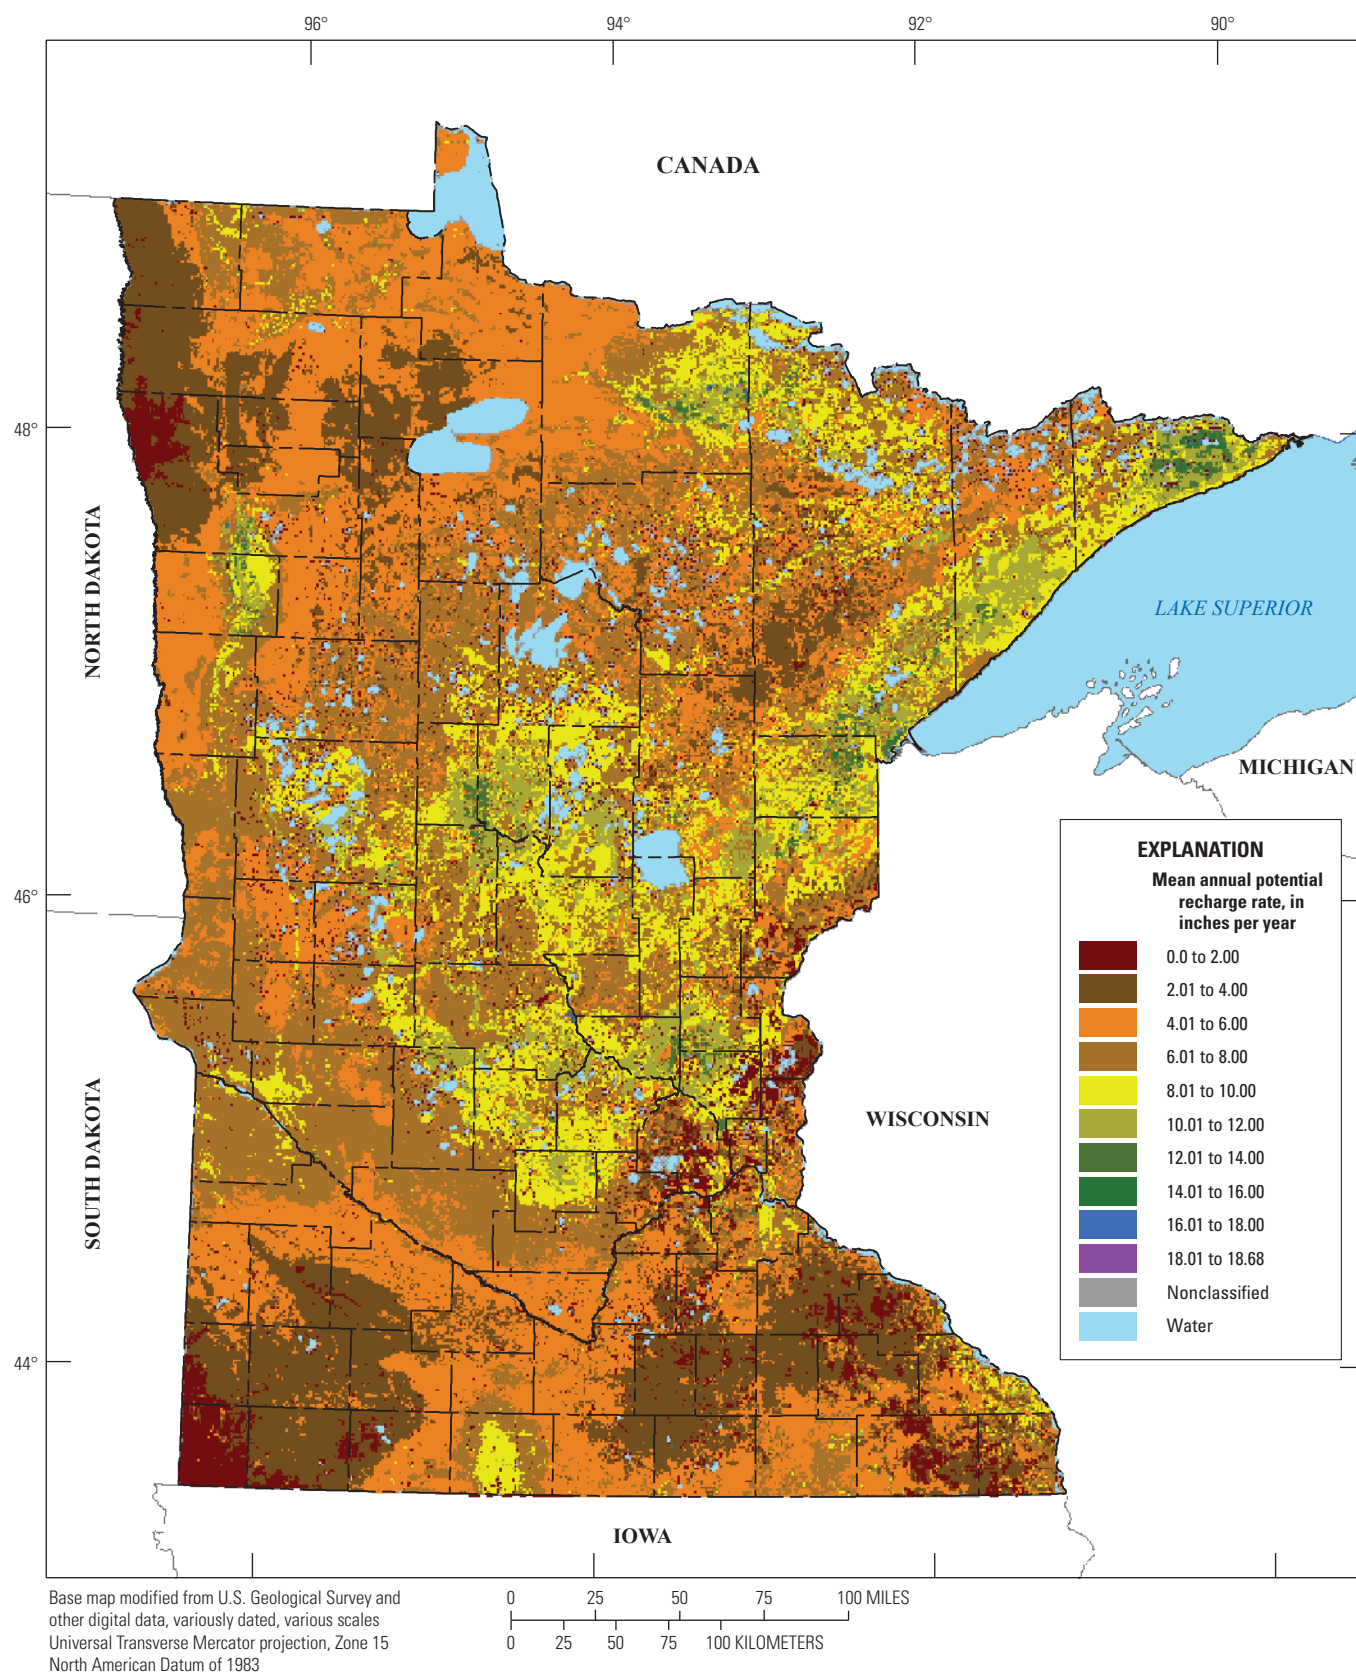 96°
94°
92°
90°
CANADA
48°
NORTH DAKOTA
LAKE SUPERIOR
MICHIGAN
46°
SOUTH DAKOTA
WISCONSIN
44°
IOWA
EXPLANATION
Mean annual potential
recharge rate, in
inches per year
0.0 to 2.00
2.01 to 4.00
4.01 to 6.00
6.01 to 8.00
8.01 to 10.00
10.01 to 12.00
12.01 to 14.00
14.01 to 16.00
16.01 to 18.00
18.01 to 18.68
Nonclassified
Water
Base map modified from U.S. Geological Survey and
other digital data, variously dated, various scales
Universal Transverse Mercator projection, Zone 15
North American Datum of 1983
0 25 50 75 100 MILES
0 25 50 75 100 KILOMETERS